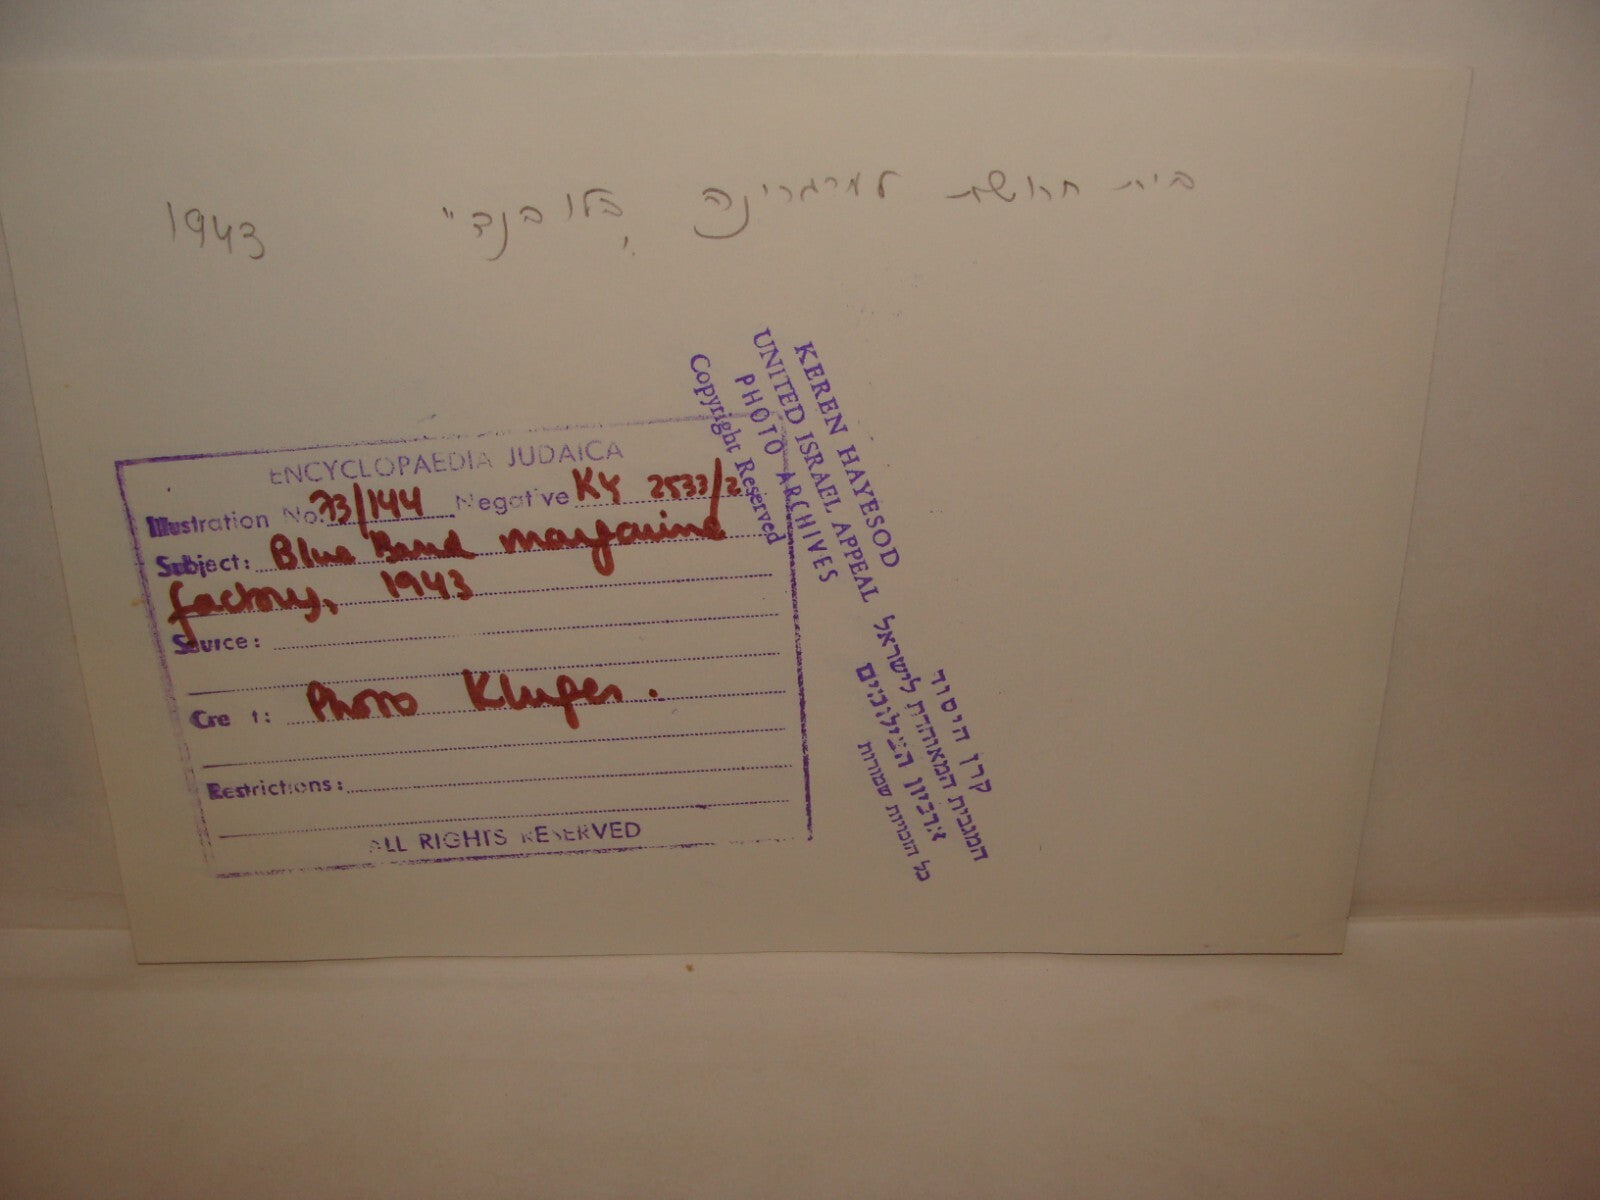 בית חרושת למרגרינה "בלו בנד" 1943
ENCYCLOPAEDIA JUDAICA
Illustration No. 73/144 Negative KY 2533/2
Subject: Blue Band margarine
factory, 1943
Source:
Credit: Photo Kluger.
Restrictions:
ALL RIGHTS RESERVED
KEREN HAYESOD
UNITED ISRAEL APPEAL
PHOTO ARCHIVES
Copyright Reserved
קרן היסוד
המגבית המאוחדת לישראל
ארכיון הצילומים
כל הזכויות שמורות